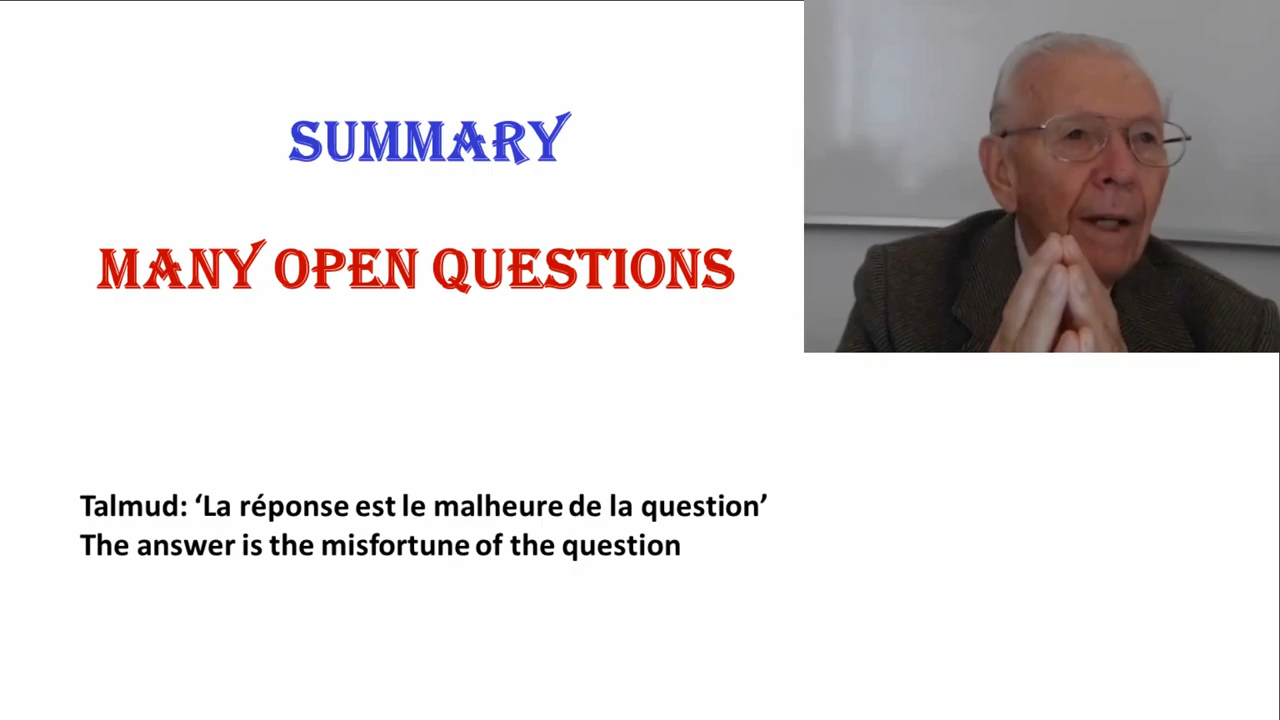 SUMMARY
MANY OPEN QUESTIONS
Talmud: ‘La réponse est le malheure de la question’
The answer is the misfortune of the question